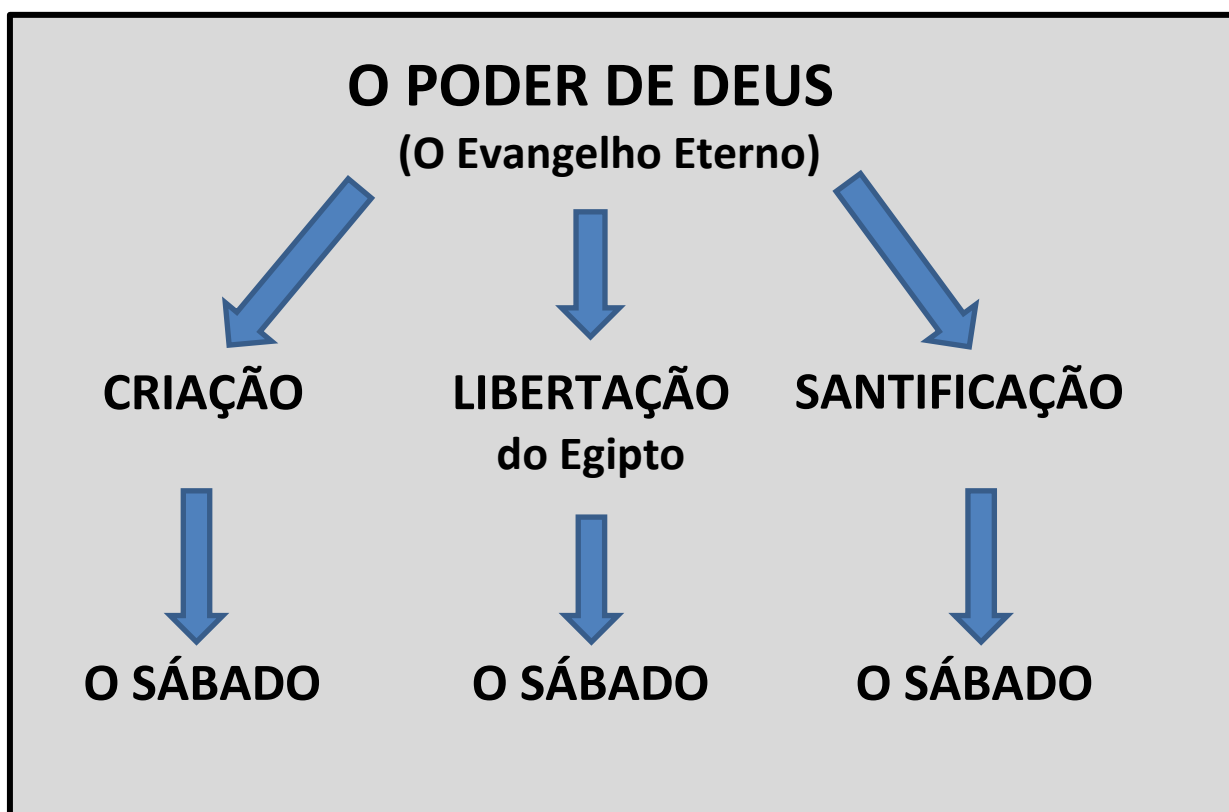 O PODER DE DEUS
(O Evangelho Eterno)
CRIAÇÃO
LIBERTAÇÃO
do Egipto
SANTIFICAÇÃO
O SÁBADO
O SÁBADO
O SÁBADO